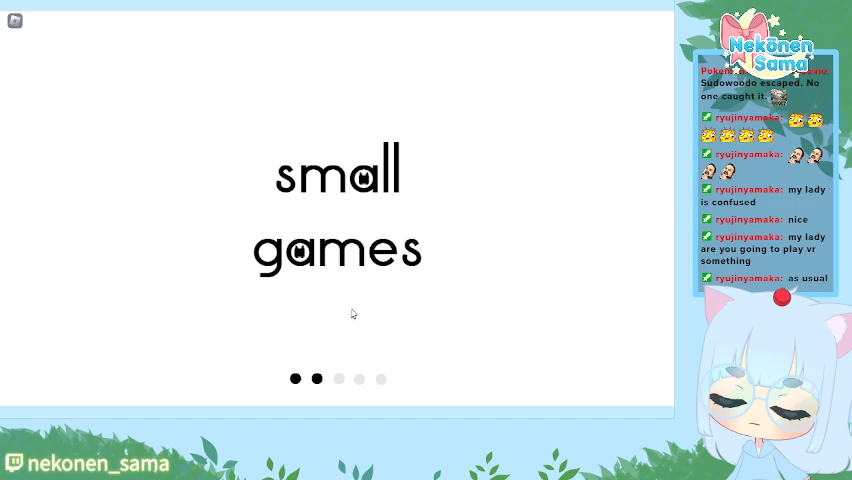 small
games
Nekōnen
Sama
Sudowoodo escaped. No
one caught it.
ryujinyamaka:
ryujinyamaka:
ryujinyamaka: my lady
is confused
ryujinyamaka: nice
ryujinyamaka: my lady
are you going to play vr
something
ryujinyamaka: as usual
nekonen_sama